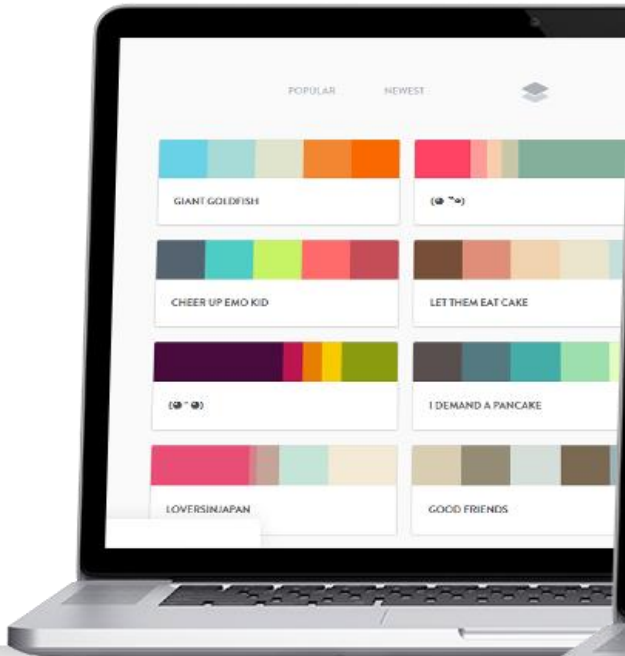 POPULAR NEWEST
GIANT GOLDFISH
CHEER UP EMO KID
LET THEM EAT CAKE
I DEMAND A PANCAKE
LOVERSINJAPAN
GOOD FRIENDS